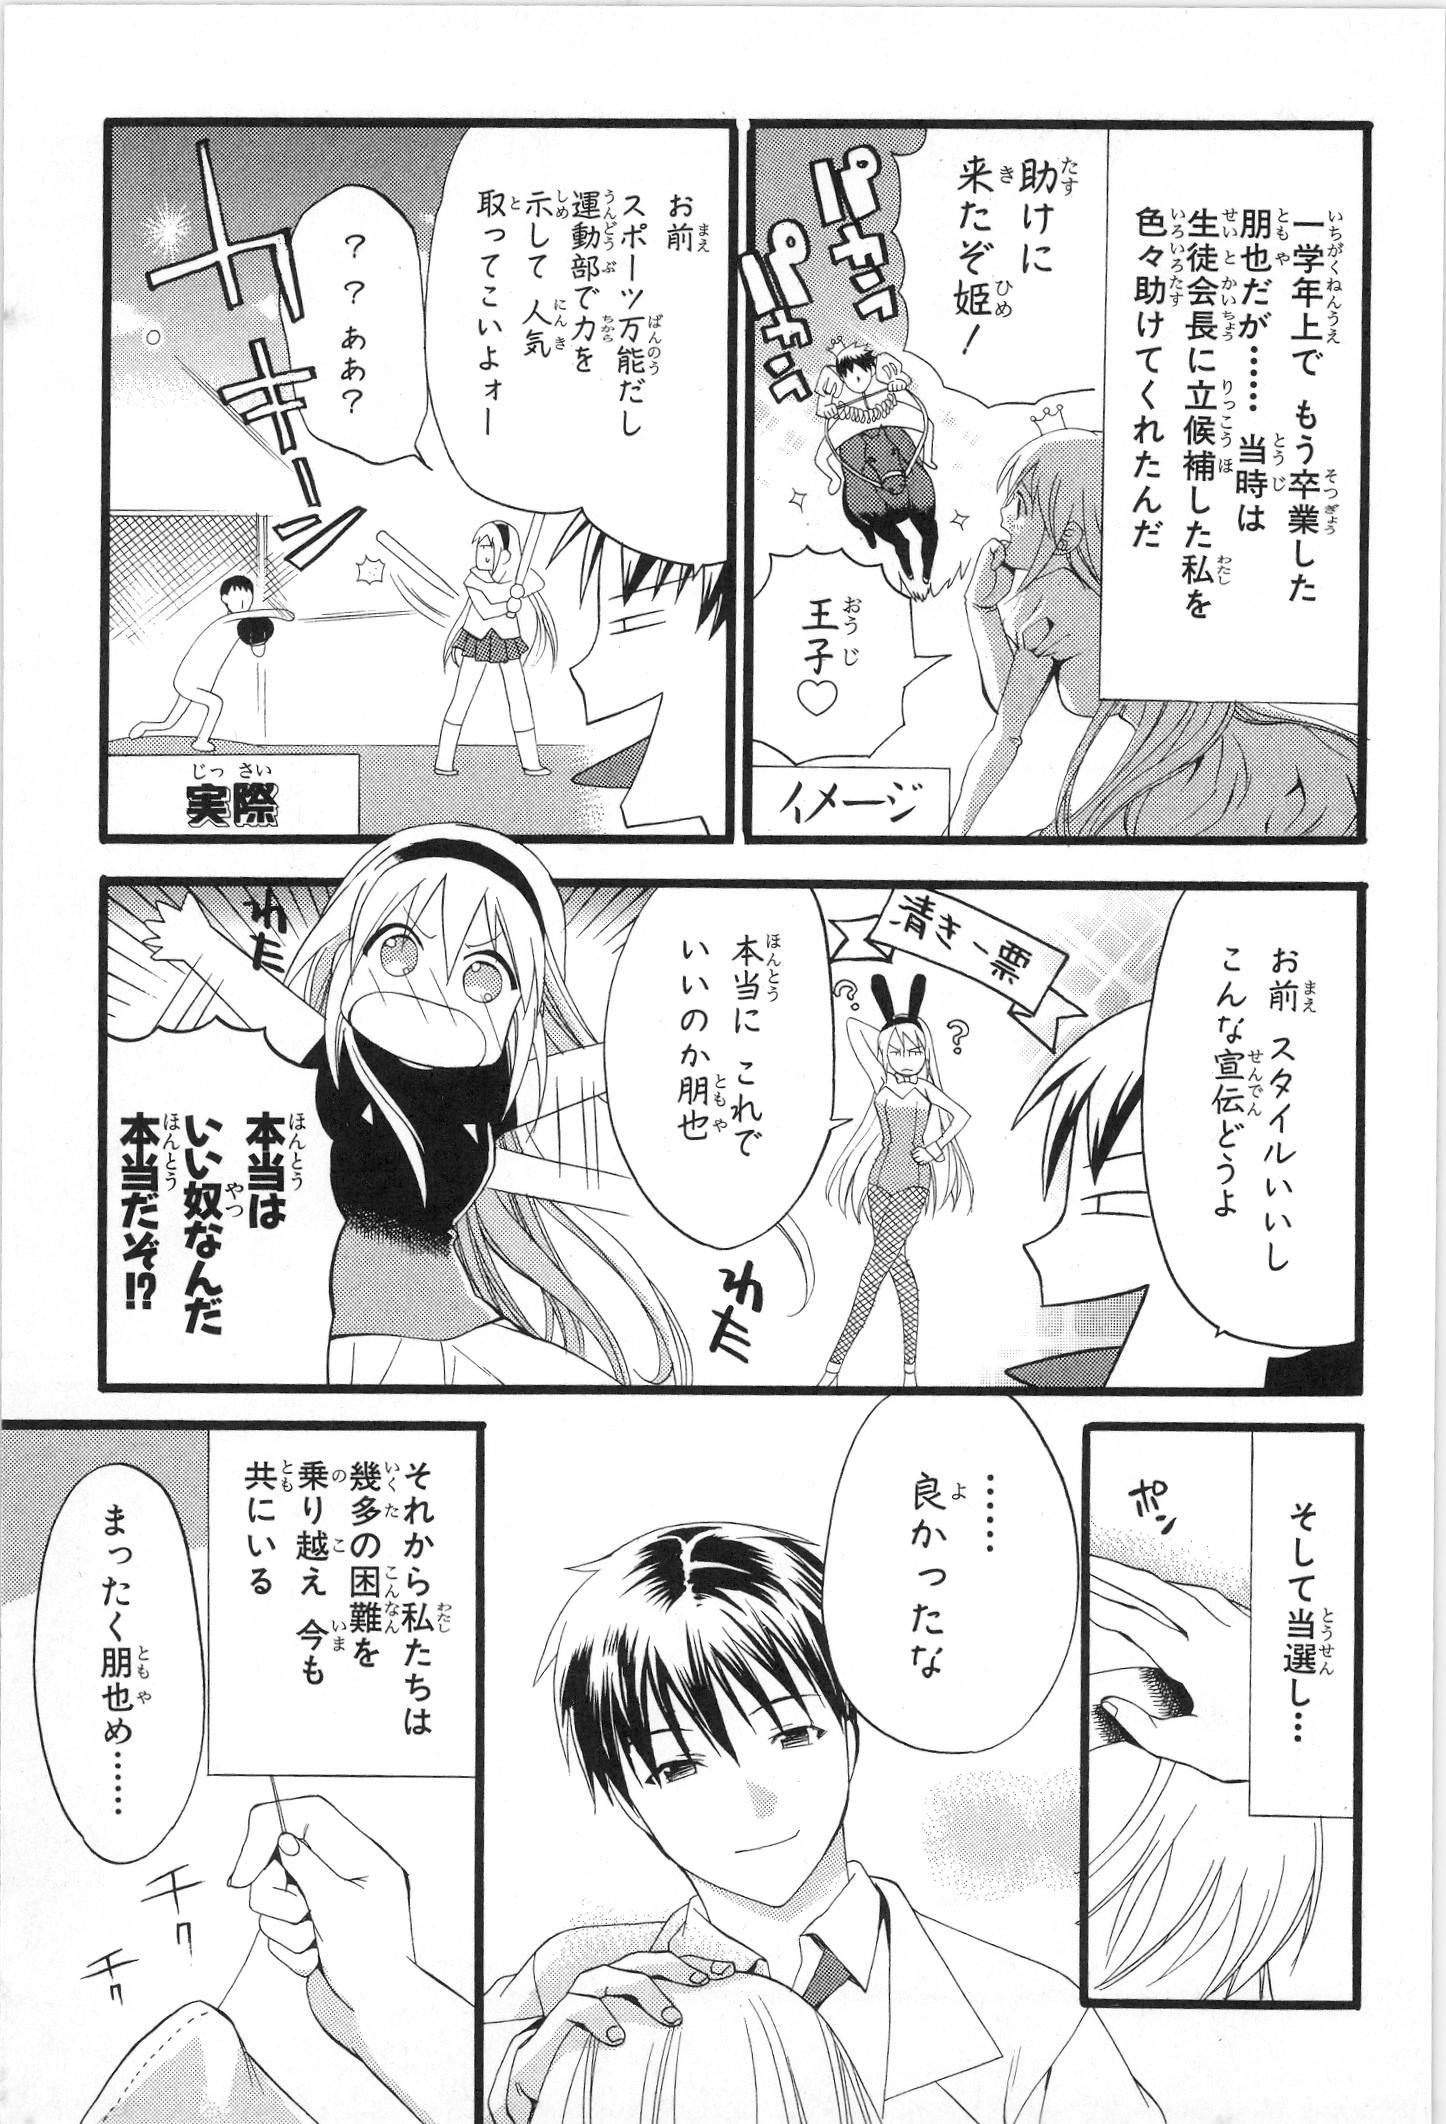 一学年上で もう卒業した
朋也だが…… 当時は
生徒会長に立候補した私を
色々助けてくれたんだ
助けに
来たぞ姫!
パカラッ
パカラッ
王子♡
イメージ
お前
スポーツ万能だし
運動部で力を
示して 人気
取ってこいよォー
??ああ?
カキーン
実際
お前 スタイルいいし
こんな宣伝どうよ
清き一票
?
?
本当に これで
いいのか朋也
わた
わた
本当は
いい奴なんだ
本当だぞ!?
そして当選し…
ポン
……
良かったな
それから私たちは
幾多の困難を
乗り越え 今も
共にいる
まったく朋也め……
チク
チク